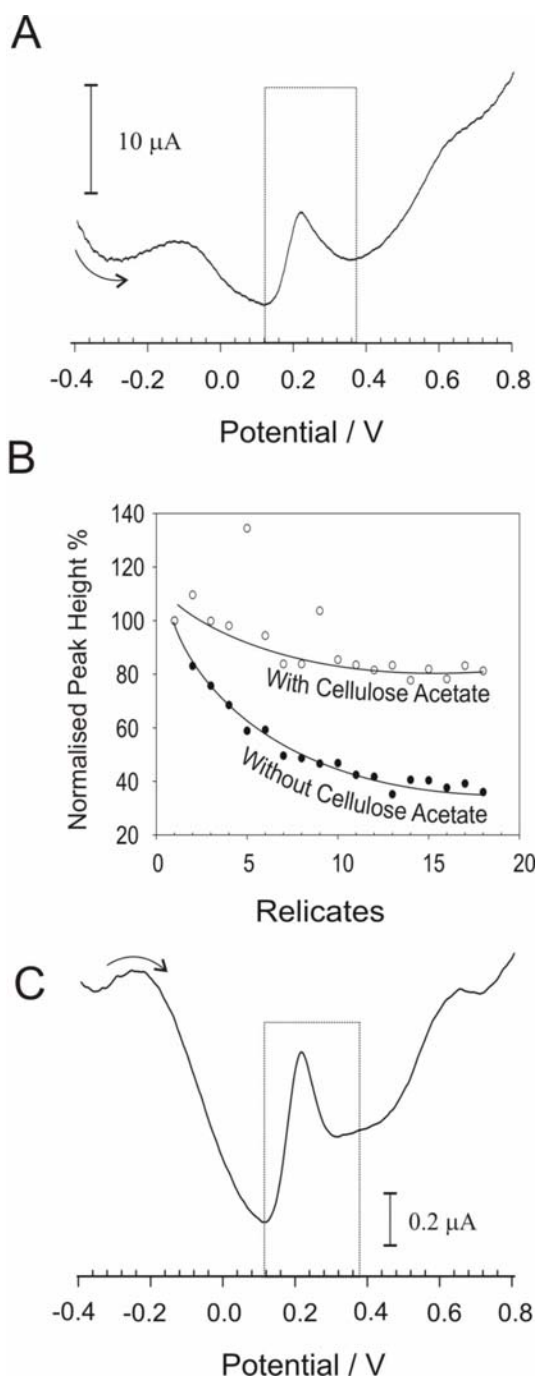 A
10 μA
-0.4 -0.2 0.0 0.2 0.4 0.6 0.8
Potential / V
B
Normalised Peak Height %
140
120
100
80
60
40
20
With Cellulose Acetate
Without Cellulose Acetate
0 5 10 15 20
Relicates
C
0.2 μA
-0.4 -0.2 0.0 0.2 0.4 0.6 0.8
Potential / V